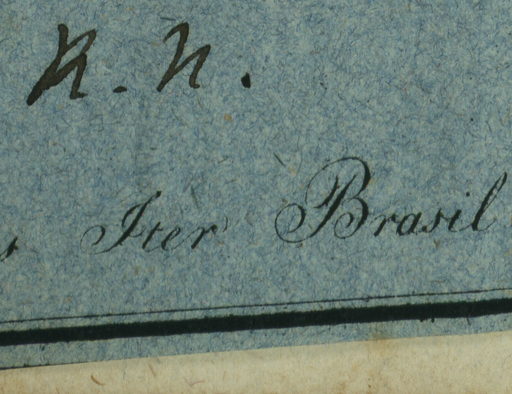 R. N.
s Iter Brasil